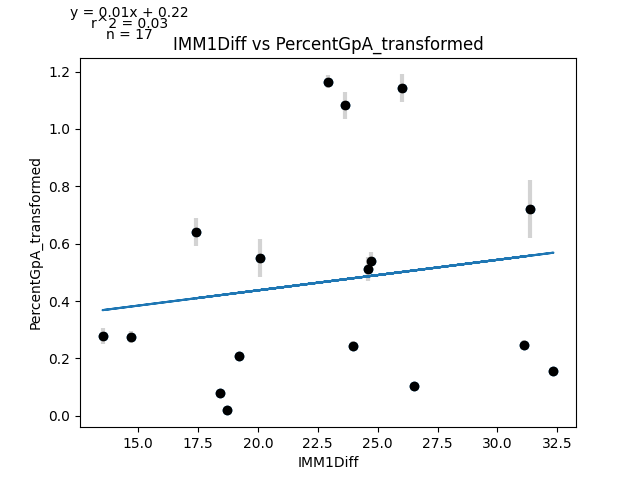 y = 0.01x + 0.22
r^2 = 0.03
n = 17
IMM1Diff vs PercentGpA_transformed
1.2
1.0
0.8
0.6
0.4
0.2
0.0
PercentGpA_transformed
15.0 17.5 20.0 22.5 25.0 27.5 30.0 32.5
IMM1Diff